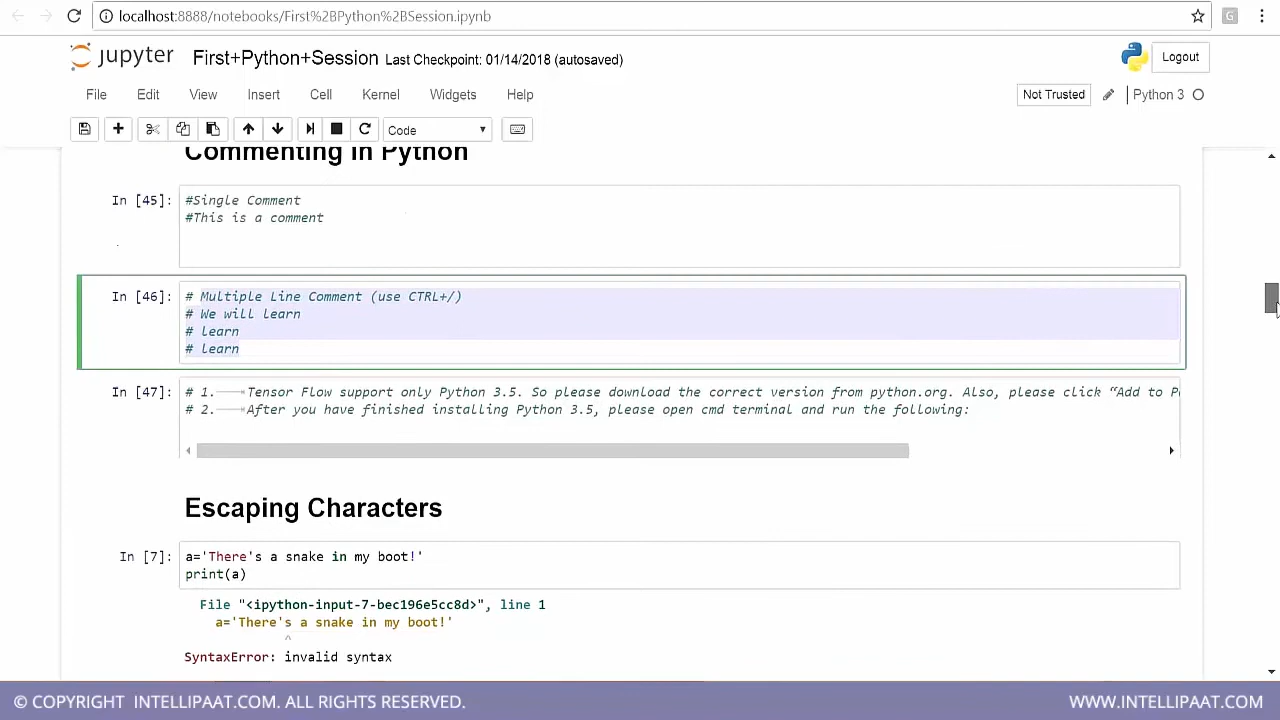 localhost:8888/notebooks/First%2BPython%2BSession.ipynb
G
jupyter First+Python+Session Last Checkpoint: 01/14/2018 (autosaved)
Logout
File Edit View Insert Cell Kernel Widgets Help
Not Trusted
Python 3
Code
Commenting in Python
In [45]: #Single Comment
#This is a comment
In [46]: # Multiple Line Comment (use CTRL+/)
# We will learn
# learn
# learn
In [47]: # 1. Tensor Flow support only Python 3.5. So please download the correct version from python.org. Also, please click “Add to
# 2. After you have finished installing Python 3.5, please open cmd terminal and run the following:
Escaping Characters
In [7]: a='There's a snake in my boot!'
print(a)
File "<ipython-input-7-bec196e5cc8d>", line 1
a='There's a snake in my boot!'
^
SyntaxError: invalid syntax
© COPYRIGHT INTELLIPAAT.COM. ALL RIGHTS RESERVED.
WWW.INTELLIPAAT.COM